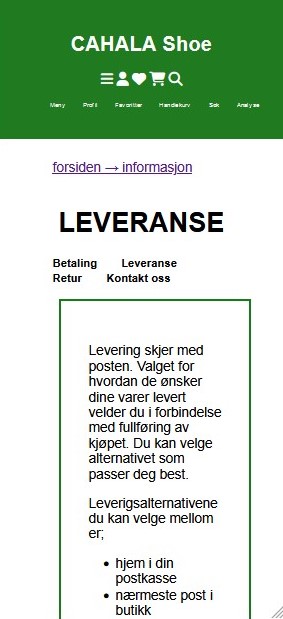 CAHALA Shoe
Meny Profil Favoritter Handlekurv Søk Analyse
forsiden → informasjon
LEVERANSE
Betaling Leveranse
Retur Kontakt oss
Levering skjer med
posten. Valget for
hvordan de ønsker
dine varer levert
velder du i forbindelse
med fullføring av
kjøpet. Du kan velge
alternativet som
passer deg best.
Leverigsalternativene
du kan velge mellom
er;
• hjem i din
postkasse
• nærmeste post i
butikk